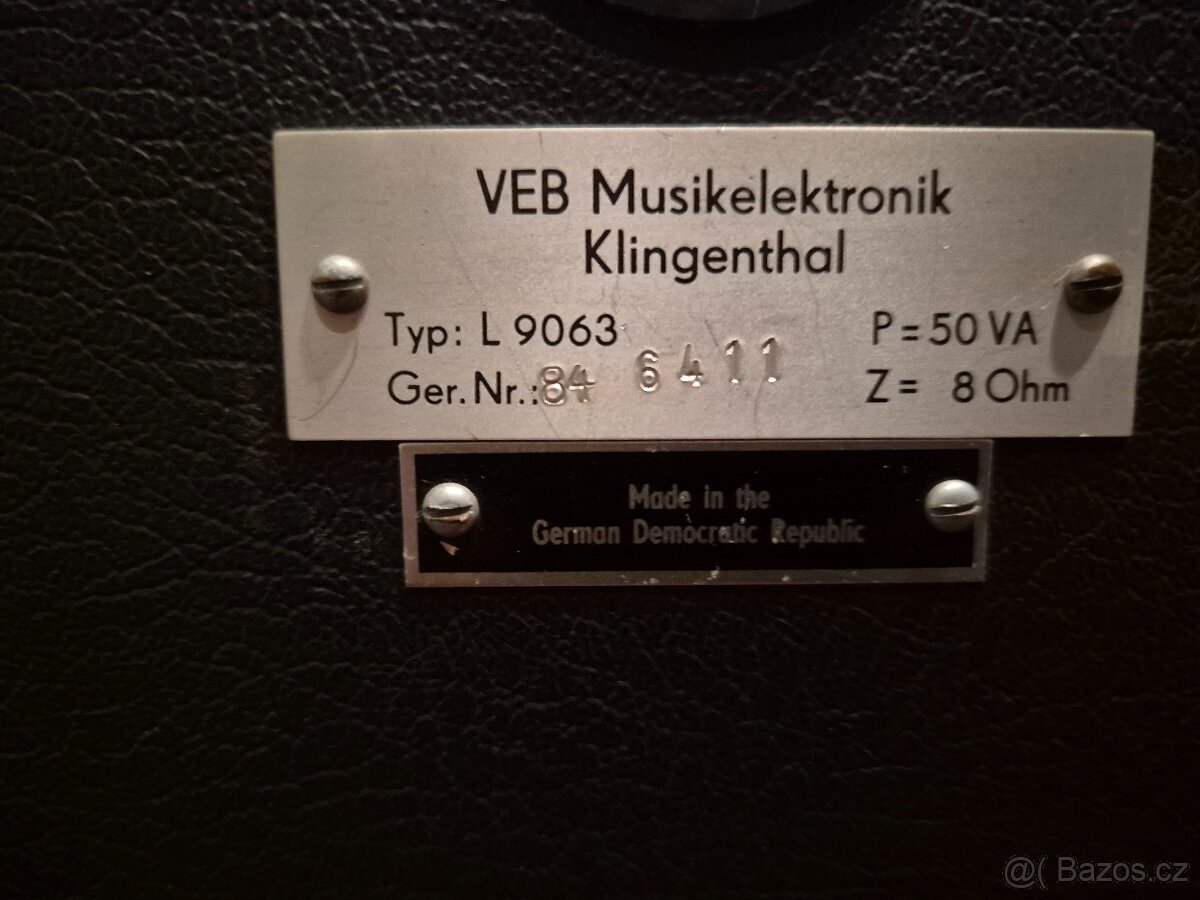 VEB Musikelektronik
Klingenthal
Typ: L 9063 P = 50 VA
Ger. Nr.: 84 6411 Z = 8 Ohm
Made in the
German Democratic Republic
@( Bazos.cz